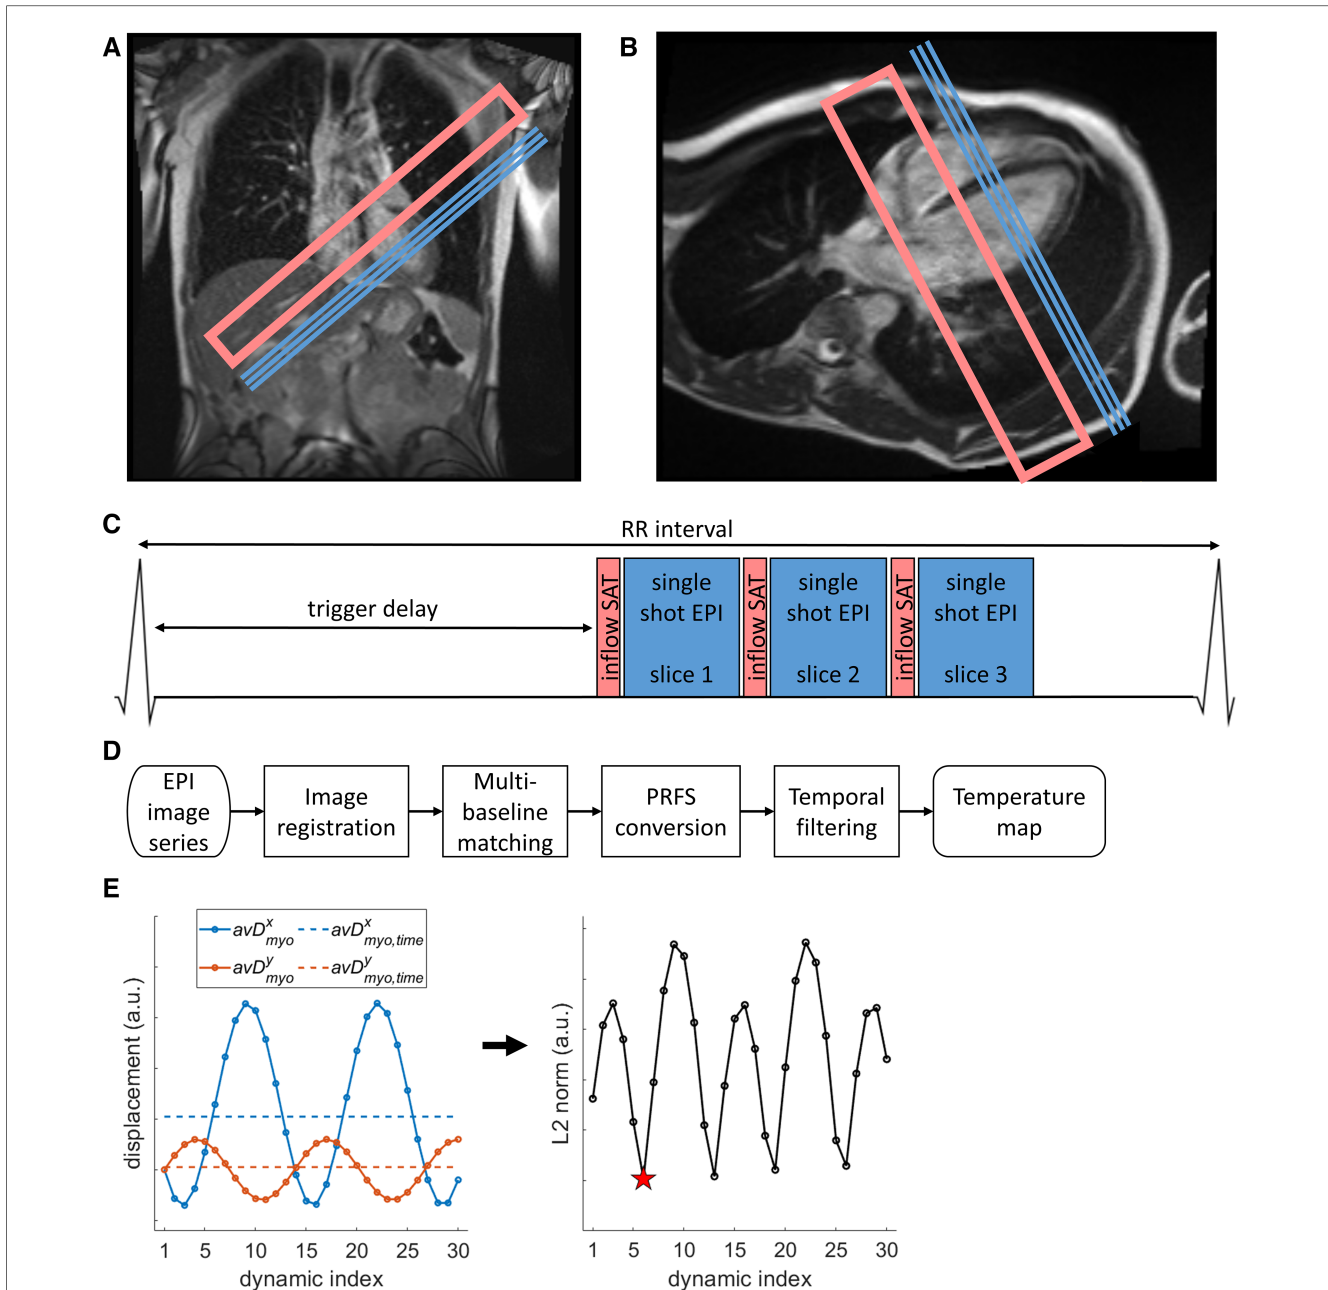 A
B
C
RR interval
trigger delay
inflow SAT
single
shot EPI
slice 1
inflow SAT
single
shot EPI
slice 2
inflow SAT
single
shot EPI
slice 3
D
EPI
image
series
Image
registration
Multi-
baseline
matching
PRFS
conversion
Temporal
filtering
Temperature
map
E
avD^x_myo
avD^x_myo,time
avD^y_myo
avD^y_myo,time
displacement (a.u.)
1 5 10 15 20 25 30
dynamic index
L2 norm (a.u.)
1 5 10 15 20 25 30
dynamic index